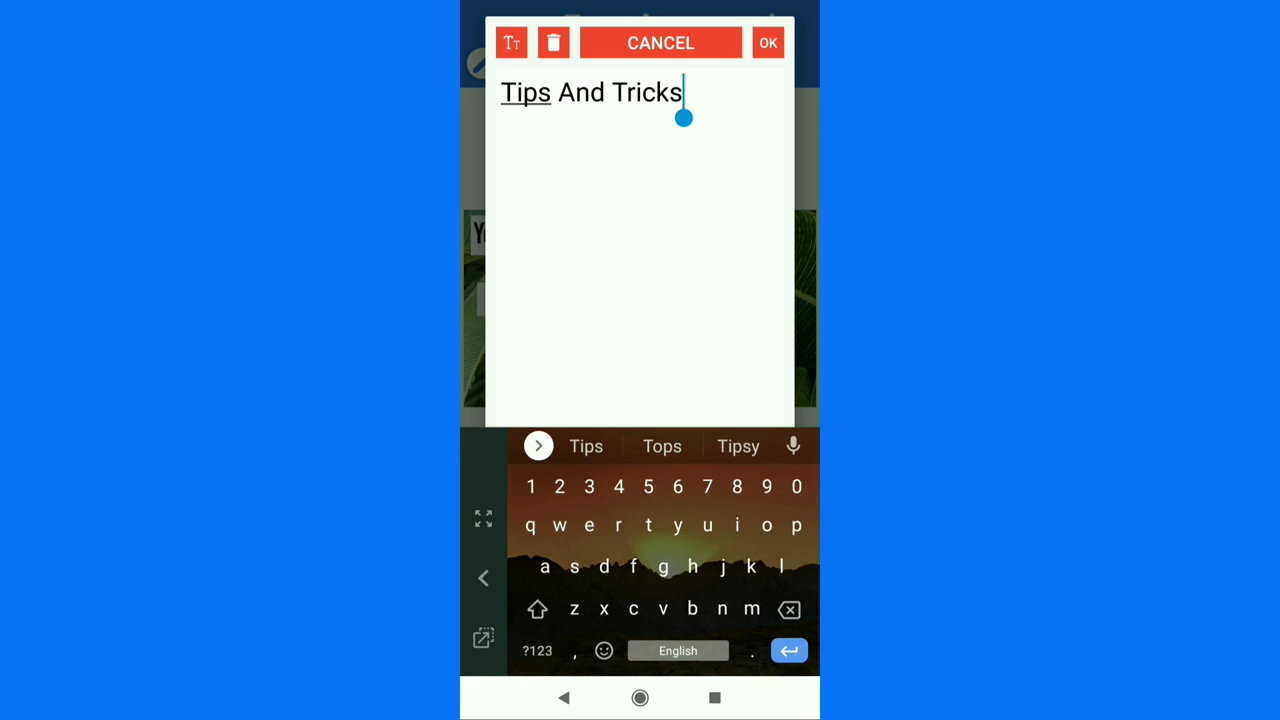 TT CANCEL OK
Tips And Tricks
Tips Tops Tipsy
1 2 3 4 5 6 7 8 9 0
q w e r t y u i o p
a s d f g h j k l
z x c v b n m
?123 , English .